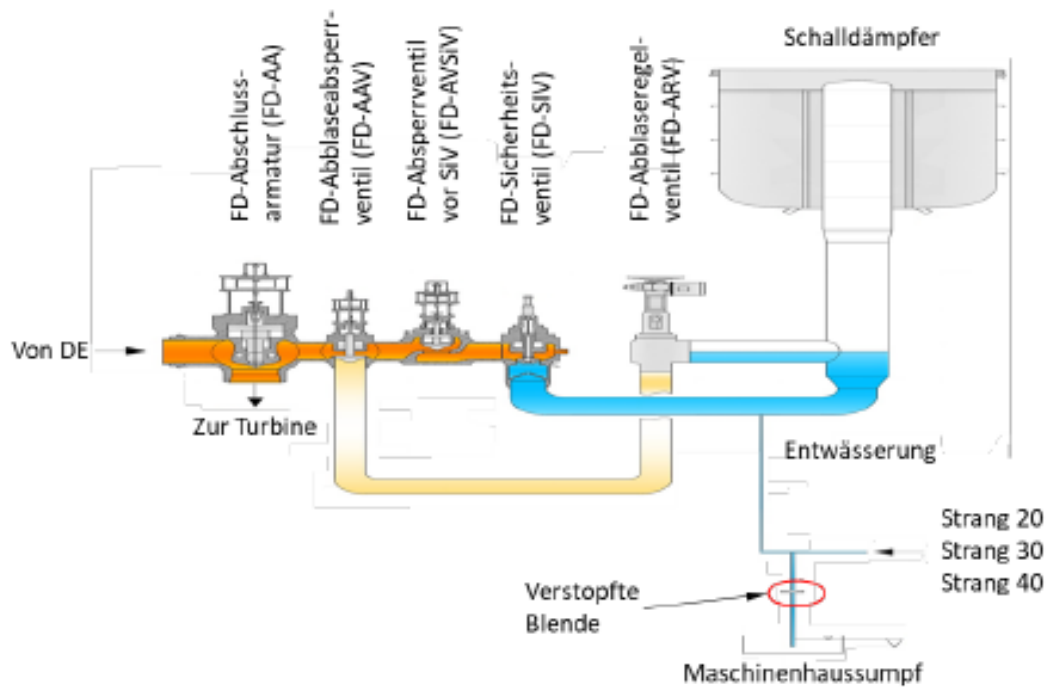 Schalldämpfer
FD-Abschluss-
armatur (FD-AA)
FD-Abblaseabsperr-
ventil (FD-AAV)
FD-Absperrventil
vor SiV (FD-AVSiV)
FD-Sicherheits-
ventil (FD-SIV)
FD-Abblaseregel-
ventil (FD-ARV)
Von DE
Zur Turbine
Entwässerung
Strang 20
Strang 30
Strang 40
Verstopfte
Blende
Maschinenhaussumpf